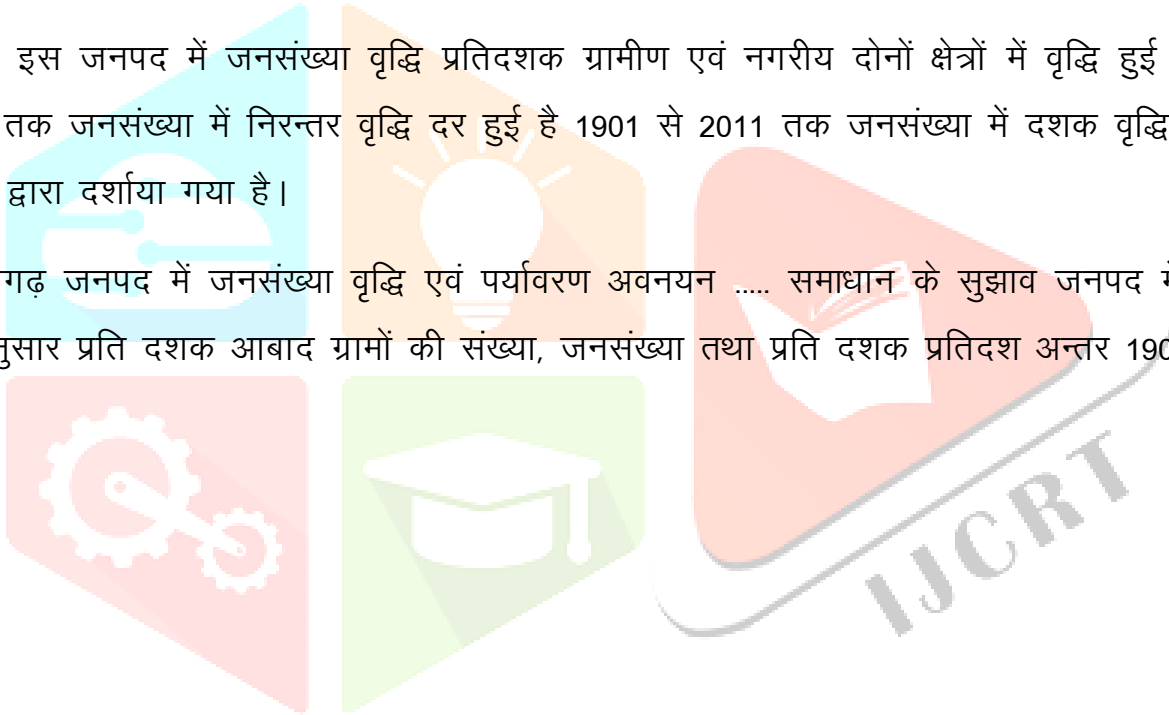 इस जनपद में जनसंख्या वृद्धि प्रतिदशक ग्रामीण एवं नगरीय दोनों क्षेत्रों में वृद्धि हुई
तक जनसंख्या में निरन्तर वृद्धि दर हुई है 1901 से 2011 तक जनसंख्या में दशक वृद्धि
द्वारा दर्शाया गया है।
गढ़ जनपद में जनसंख्या वृद्धि एवं पर्यावरण अवनयन ..... समाधान के सुझाव जनपद में
नुसार प्रति दशक आबाद ग्रामों की संख्या, जनसंख्या तथा प्रति दशक प्रतिदश अन्तर 190
IJCRT